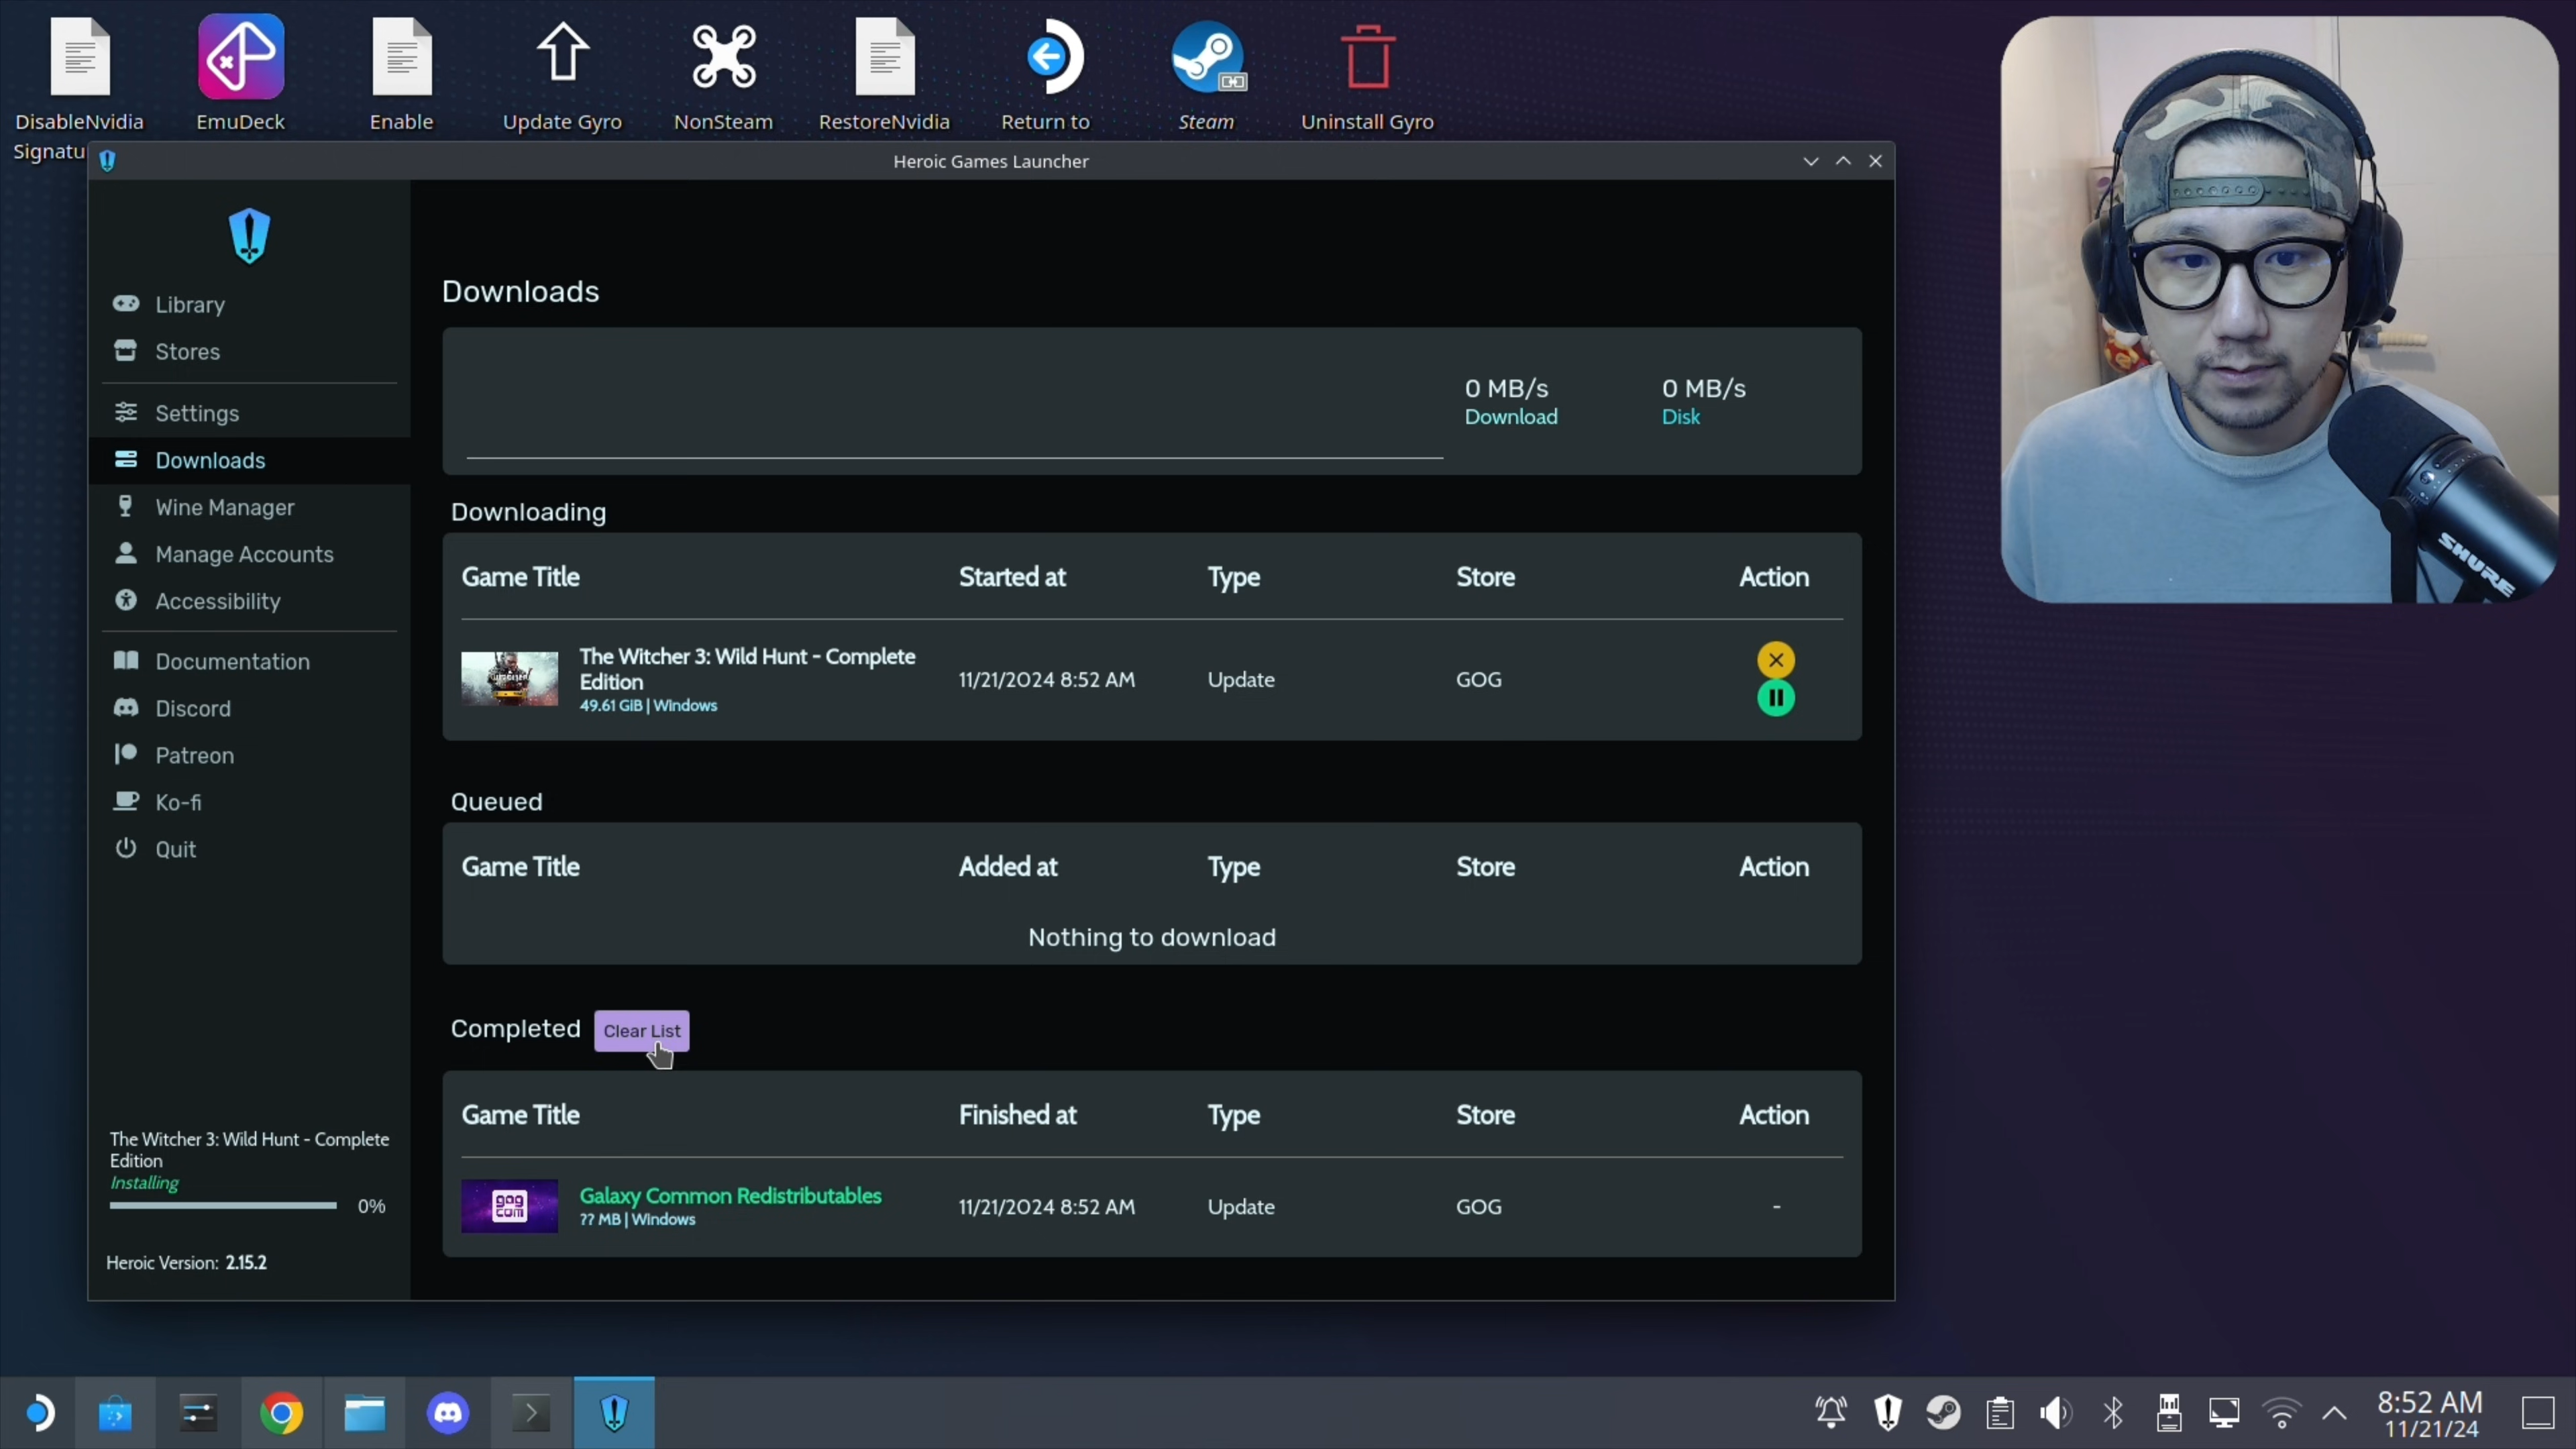 DisableNvidia
Signatu
EmuDeck
Enable
Update Gyro
NonSteam
RestoreNvidia
Return to
Steam
Uninstall Gyro
Heroic Games Launcher
Library
Stores
Settings
Downloads
Wine Manager
Manage Accounts
Accessibility
Documentation
Discord
Patreon
Ko-fi
Quit
The Witcher 3: Wild Hunt - Complete
Edition
Installing
0%
Heroic Version: 2.15.2
Downloads
0 MB/s
Download
0 MB/s
Disk
Downloading
Game Title Started at Type Store Action
The Witcher 3: Wild Hunt - Complete
Edition
49.61 GiB | Windows
11/21/2024 8:52 AM Update GOG
Queued
Game Title Added at Type Store Action
Nothing to download
Completed Clear List
Game Title Finished at Type Store Action
gog
com
Galaxy Common Redistributables
?? MB | Windows
11/21/2024 8:52 AM Update GOG -
SHURE
8:52 AM
11/21/24